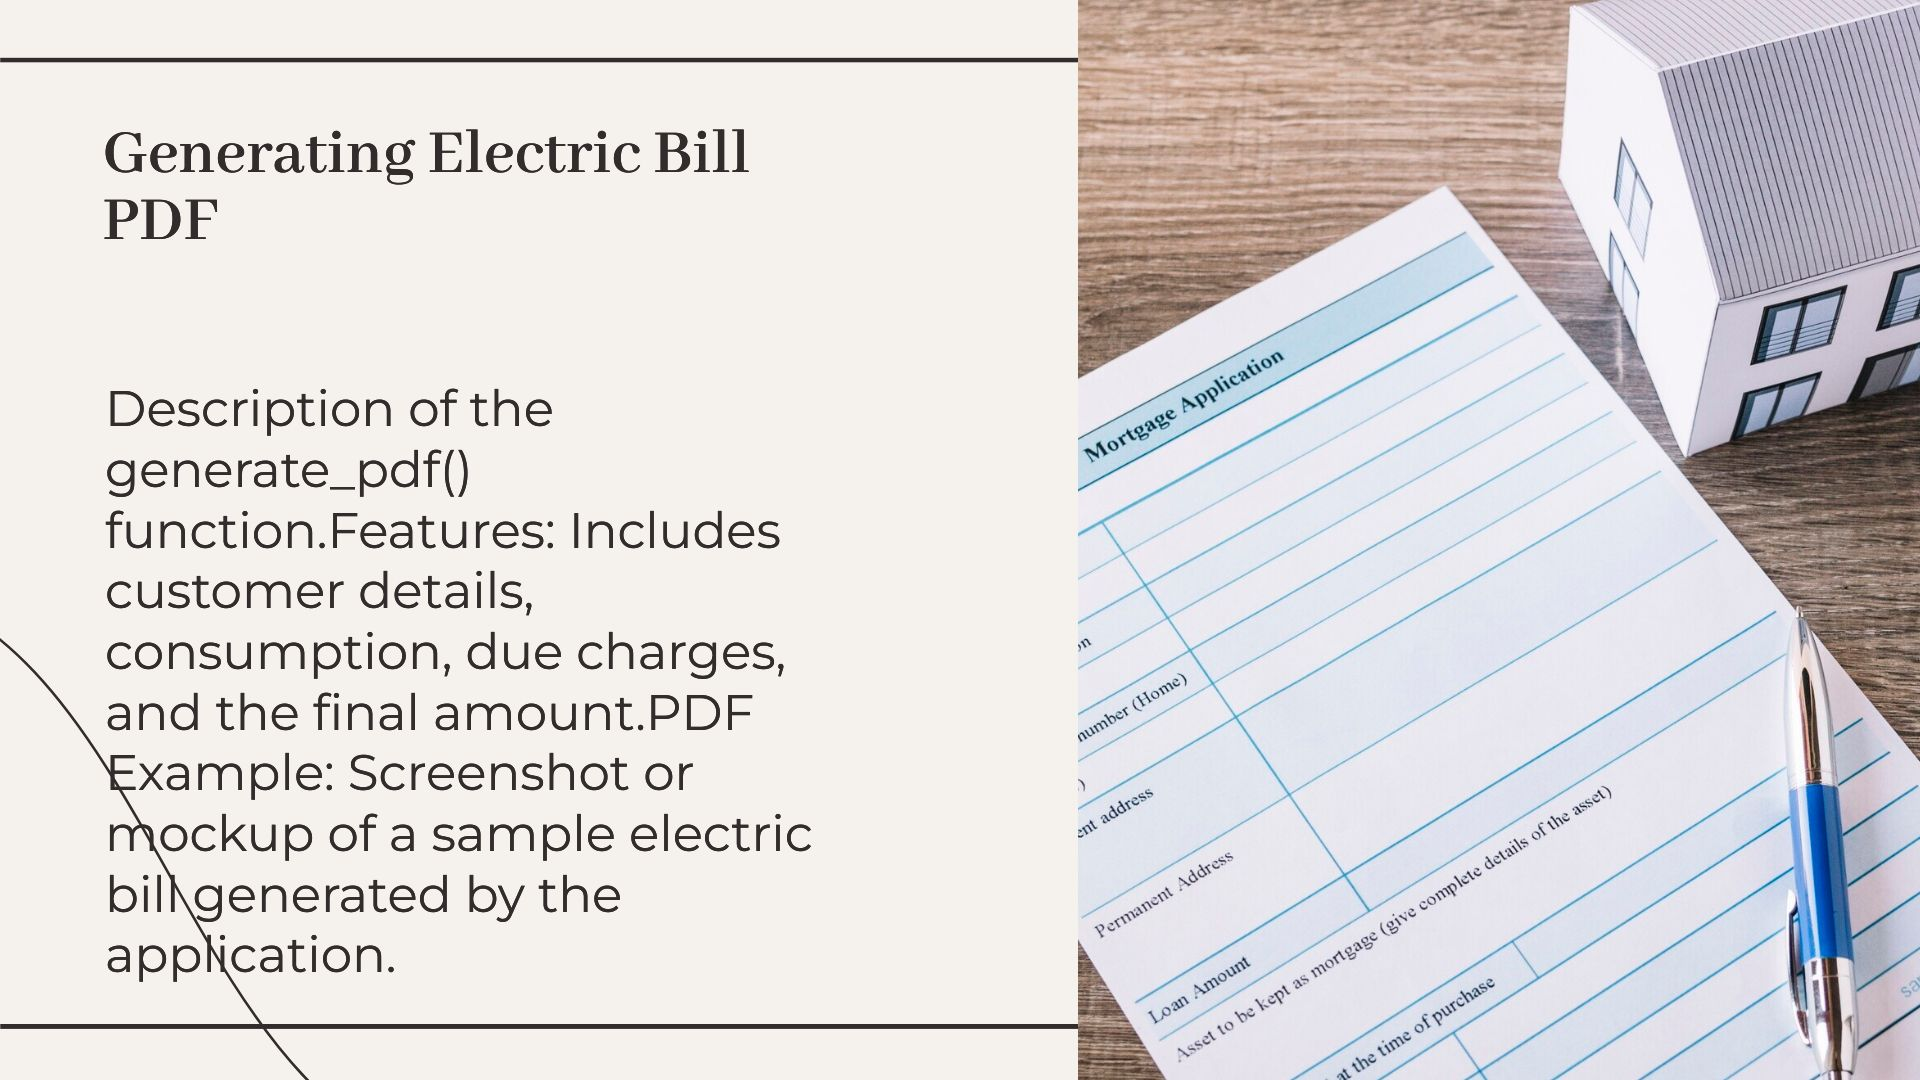 Generating Electric Bill
PDF
Description of the
generate_pdf()
function.Features: Includes
customer details,
consumption, due charges,
and the final amount.PDF
Example: Screenshot or
mockup of a sample electric
bill generated by the
application.
Mortgage Application
number (Home)
address
Permanent Address
Loan Amount
Asset to be kept as mortgage (give complete details of the asset)
at the time of purchase